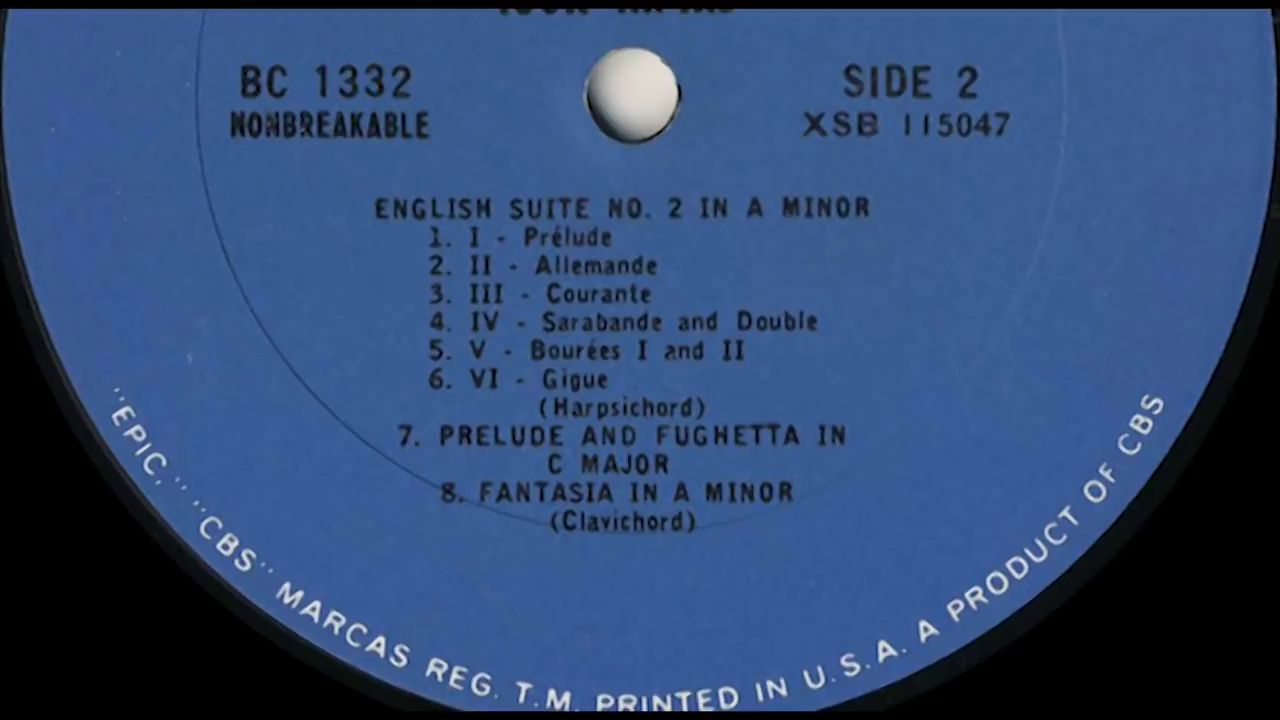 BC 1332
NONBREAKABLE
SIDE 2
XSB 115047
ENGLISH SUITE NO. 2 IN A MINOR
1. I - Prélude
2. II - Allemande
3. III - Courante
4. IV - Sarabande and Double
5. V - Bourées I and II
6. VI - Gigue
(Harpsichord)
7. PRELUDE AND FUGHETTA IN
C MAJOR
8. FANTASIA IN A MINOR
(Clavichord)
"EPIC," "CBS" MARCAS REG. T.M. PRINTED IN U.S.A. A PRODUCT OF CBS